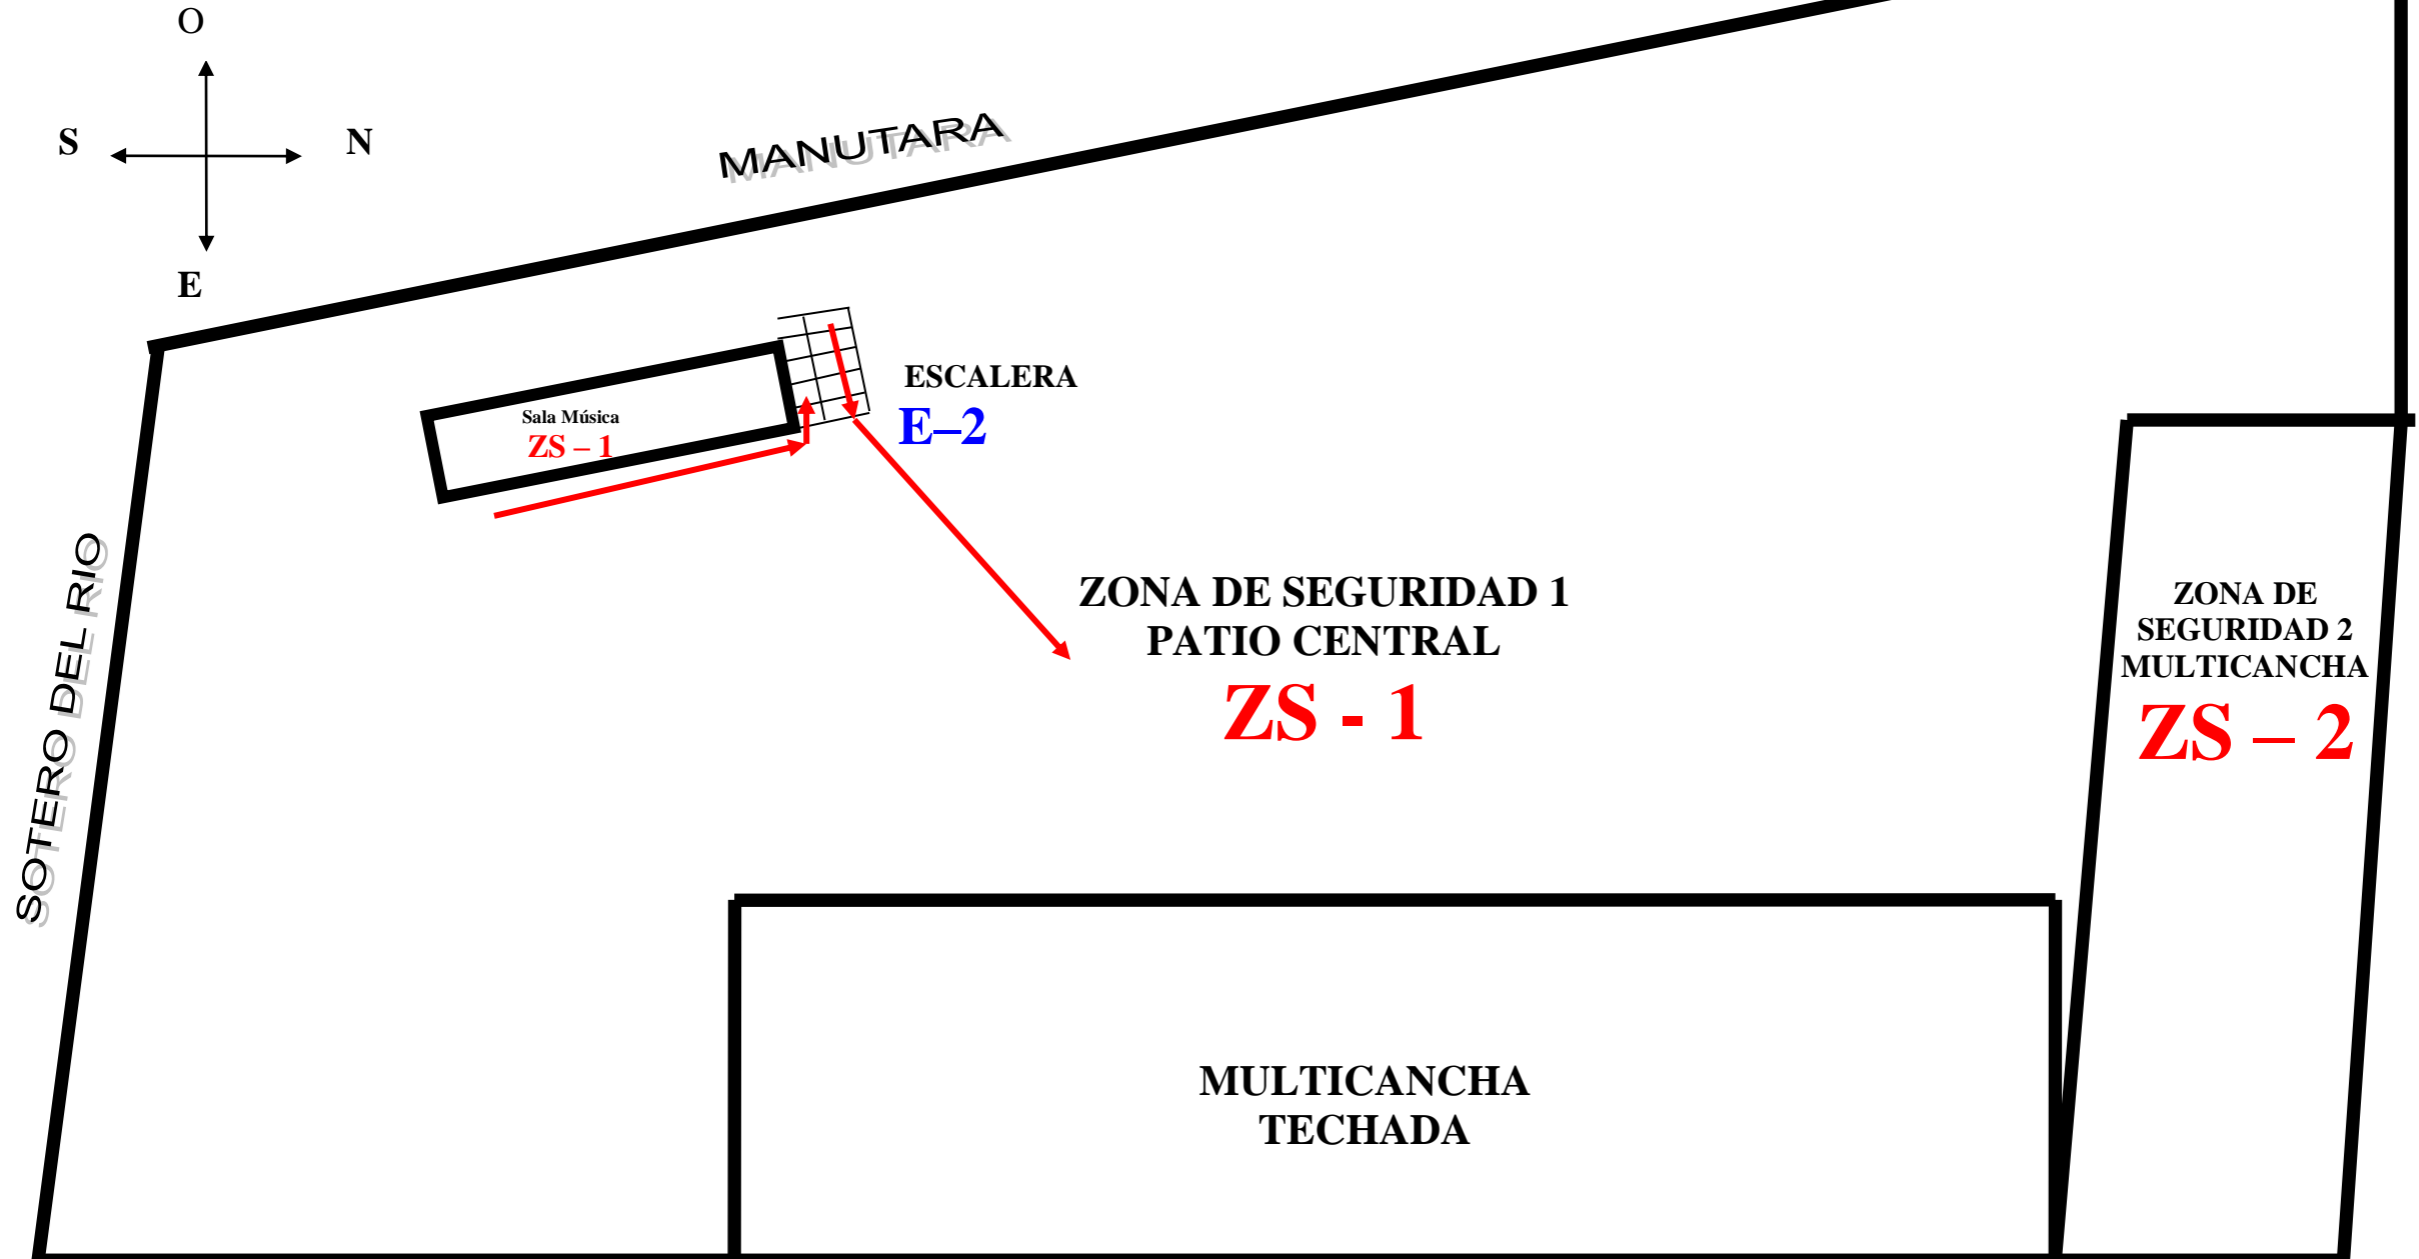 O
S
N
E
MANUTARA
SOTERO DEL RIO
Sala Música
ZS – 1
ESCALERA
E–2
ZONA DE SEGURIDAD 1
PATIO CENTRAL
ZS - 1
ZONA DE
SEGURIDAD 2
MULTICANCHA
ZS – 2
MULTICANCHA
TECHADA